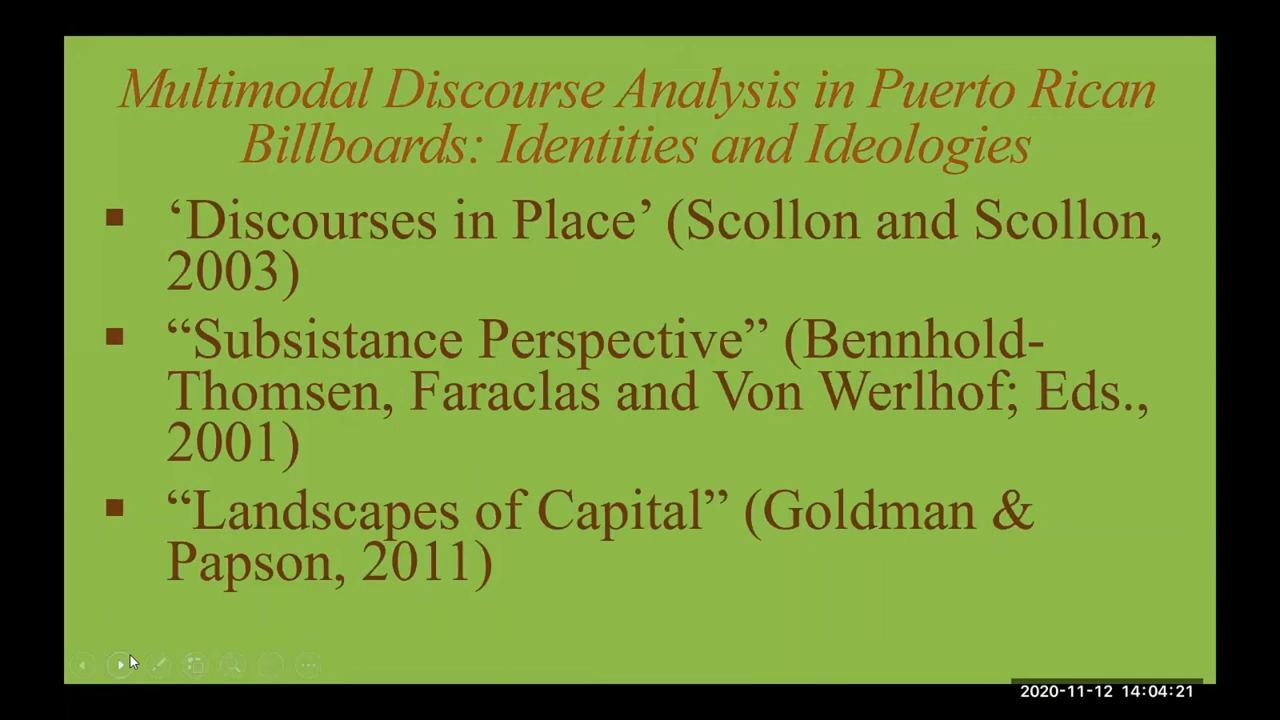 Multimodal Discourse Analysis in Puerto Rican
Billboards: Identities and Ideologies
▪ ‘Discourses in Place’ (Scollon and Scollon,
2003)
▪ “Subsistance Perspective” (Bennhold-
Thomsen, Faraclas and Von Werlhof; Eds.,
2001)
▪ “Landscapes of Capital” (Goldman &
Papson, 2011)
2020-11-12 14:04:21